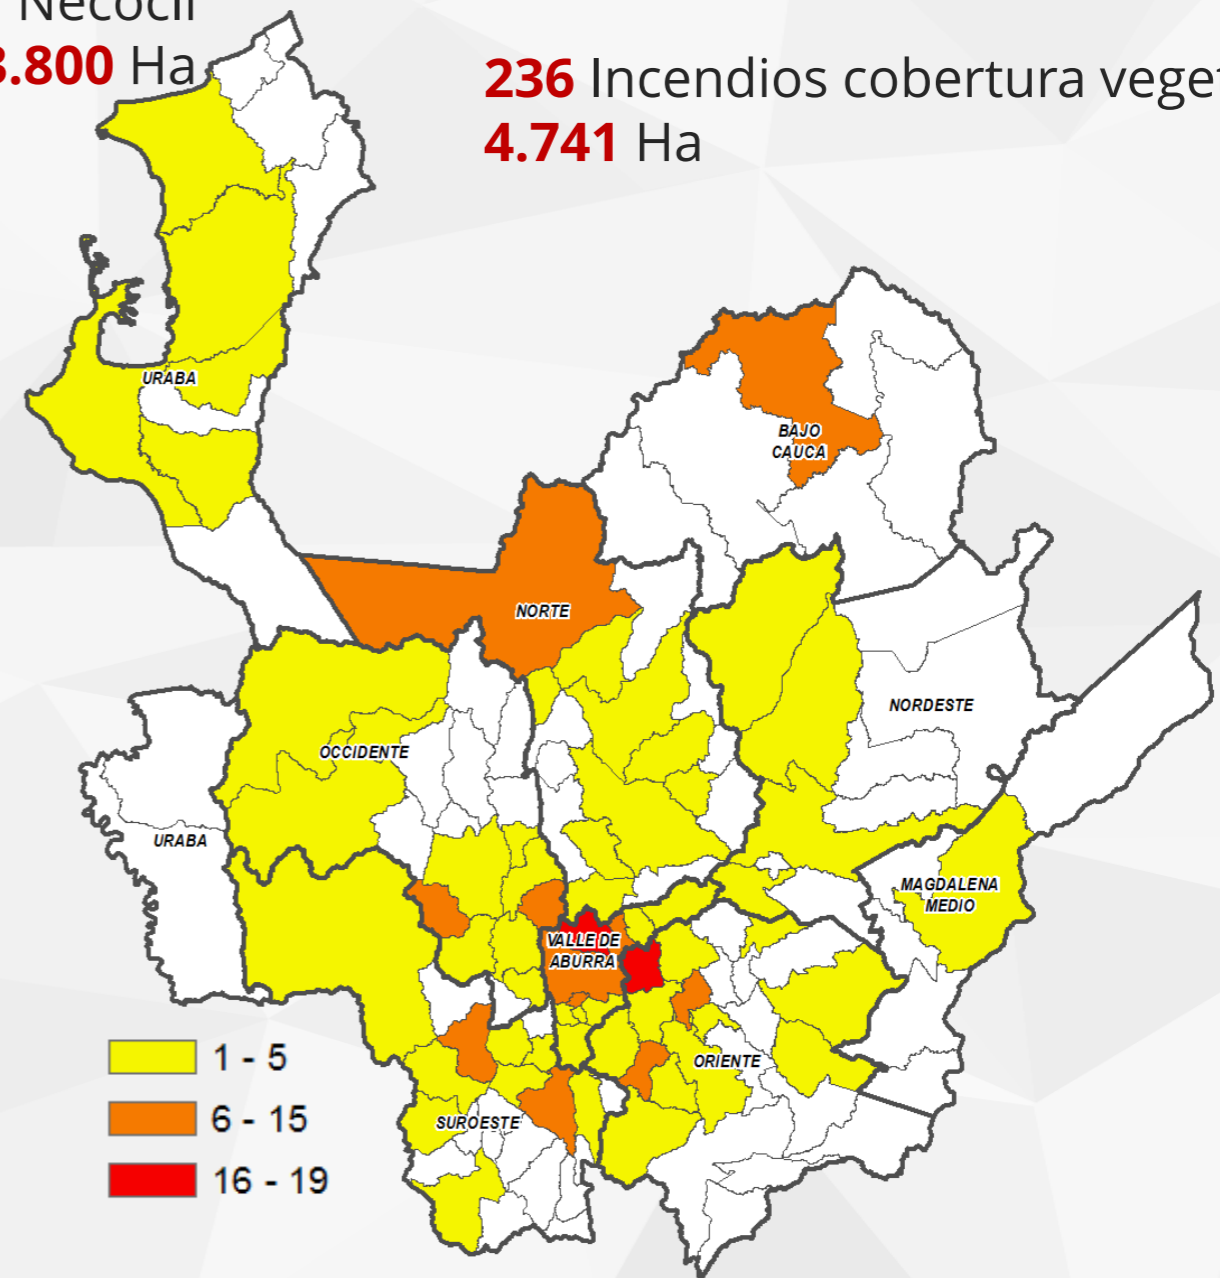 Necoclí
3.800 Ha
236 Incendios cobertura
4.741 Ha
URABA
BAJO
CAUCA
NORTE
NORDESTE
OCCIDENTE
URABA
MAGDALENA
MEDIO
VALLE DE
ABURRA
ORIENTE
SUROESTE
1 - 5
6 - 15
16 - 19